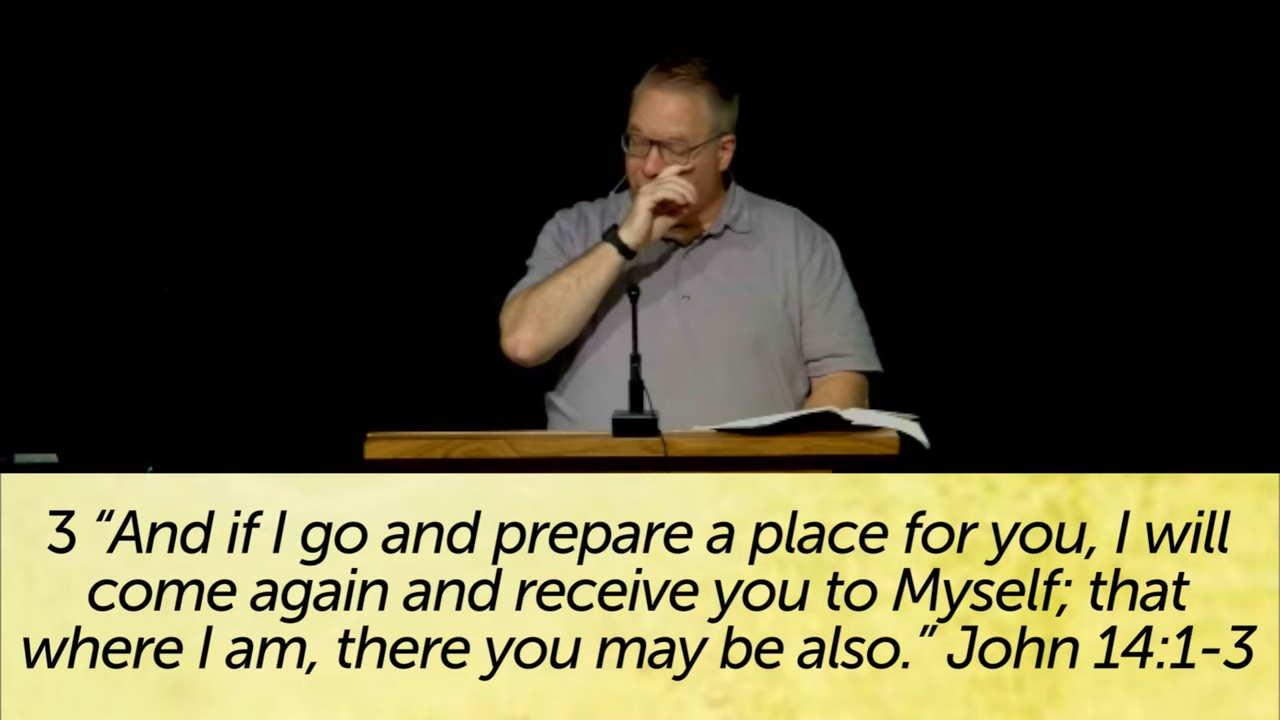 3 “And if I go and prepare a place for you, I will
come again and receive you to Myself; that
where I am, there you may be also.” John 14:1-3